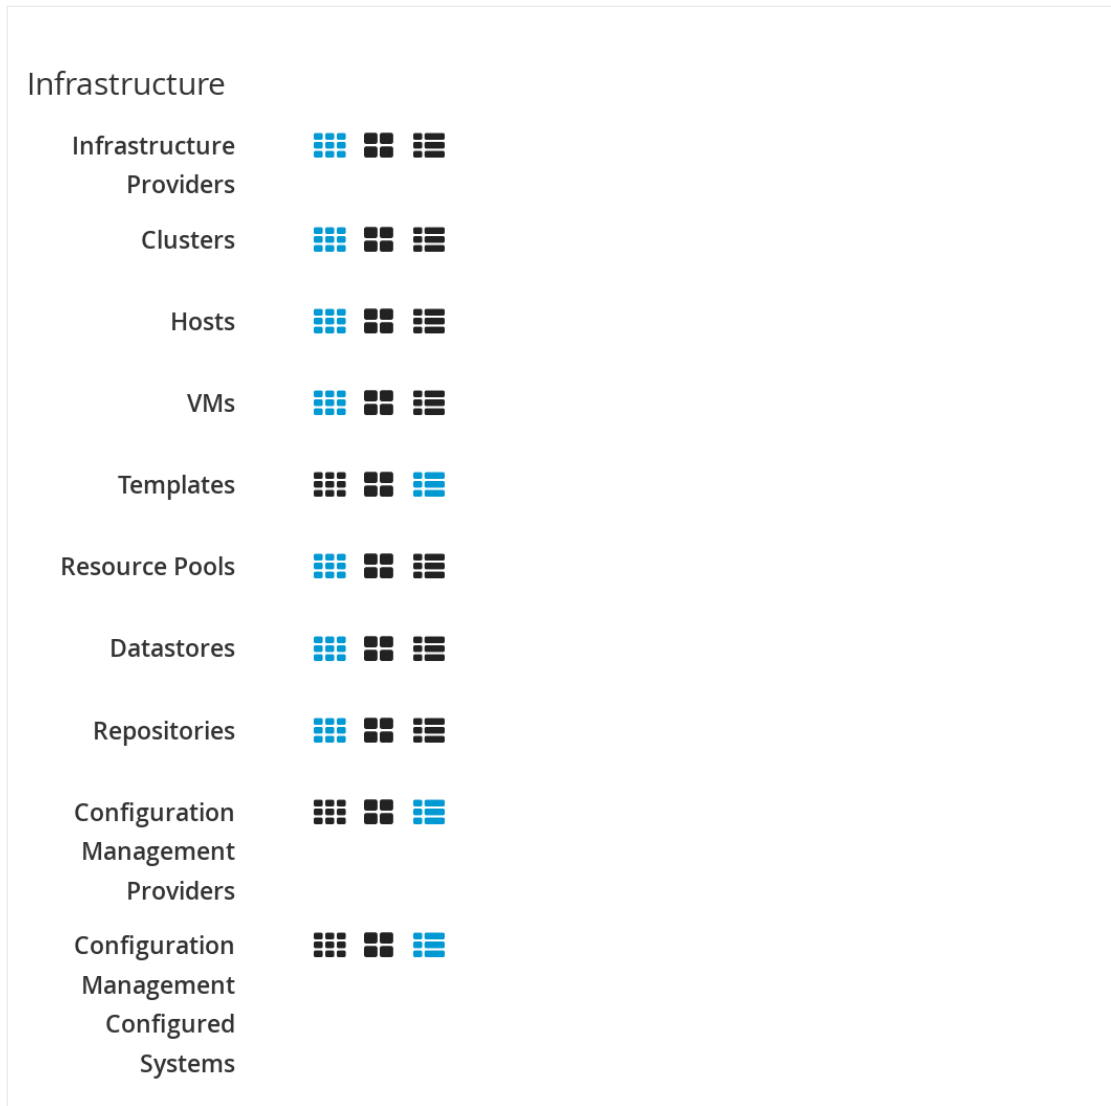 Infrastructure
Infrastructure
Providers
Clusters
Hosts
VMs
Templates
Resource Pools
Datastores
Repositories
Configuration
Management
Providers
Configuration
Management
Configured
Systems